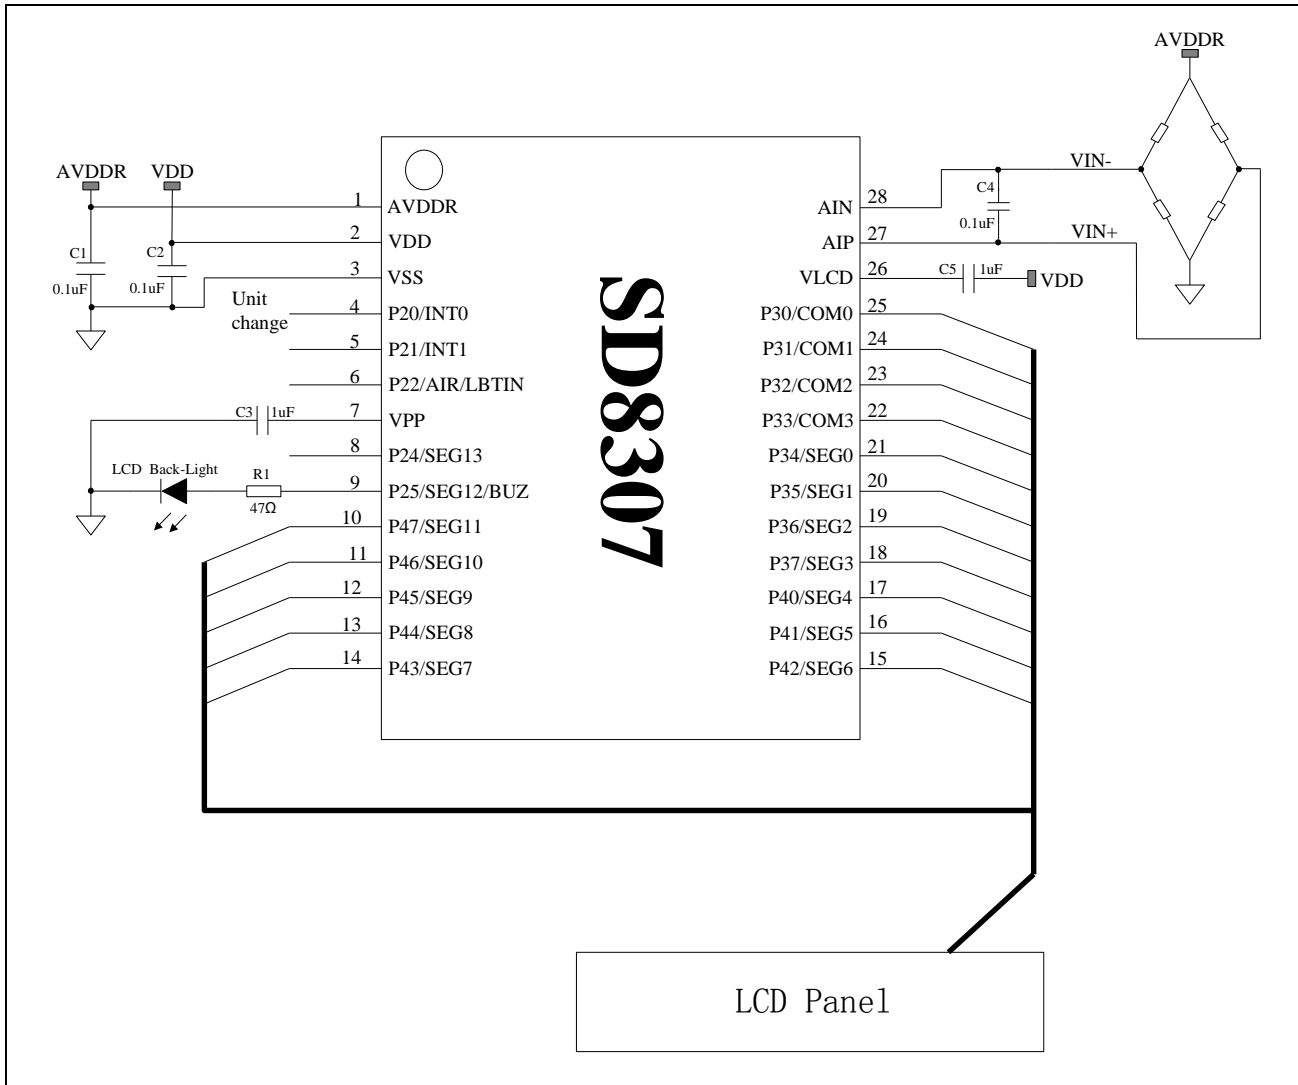 AVDDR
AVDDR VDD
C1
0.1uF
C2
0.1uF
Unit
change
C3 1uF
LCD Back-Light
R1
47Ω
1 AVDDR
2 VDD
3 VSS
4 P20/INT0
5 P21/INT1
6 P22/AIR/LBTIN
7 VPP
8 P24/SEG13
9 P25/SEG12/BUZ
10 P47/SEG11
11 P46/SEG10
12 P45/SEG9
13 P44/SEG8
14 P43/SEG7
SD8307
AIN 28
AIP 27
VLCD 26
P30/COM0 25
P31/COM1 24
P32/COM2 23
P33/COM3 22
P34/SEG0 21
P35/SEG1 20
P36/SEG2 19
P37/SEG3 18
P40/SEG4 17
P41/SEG5 16
P42/SEG6 15
VIN-
C4
0.1uF
VIN+
C5 1uF VDD
LCD Panel